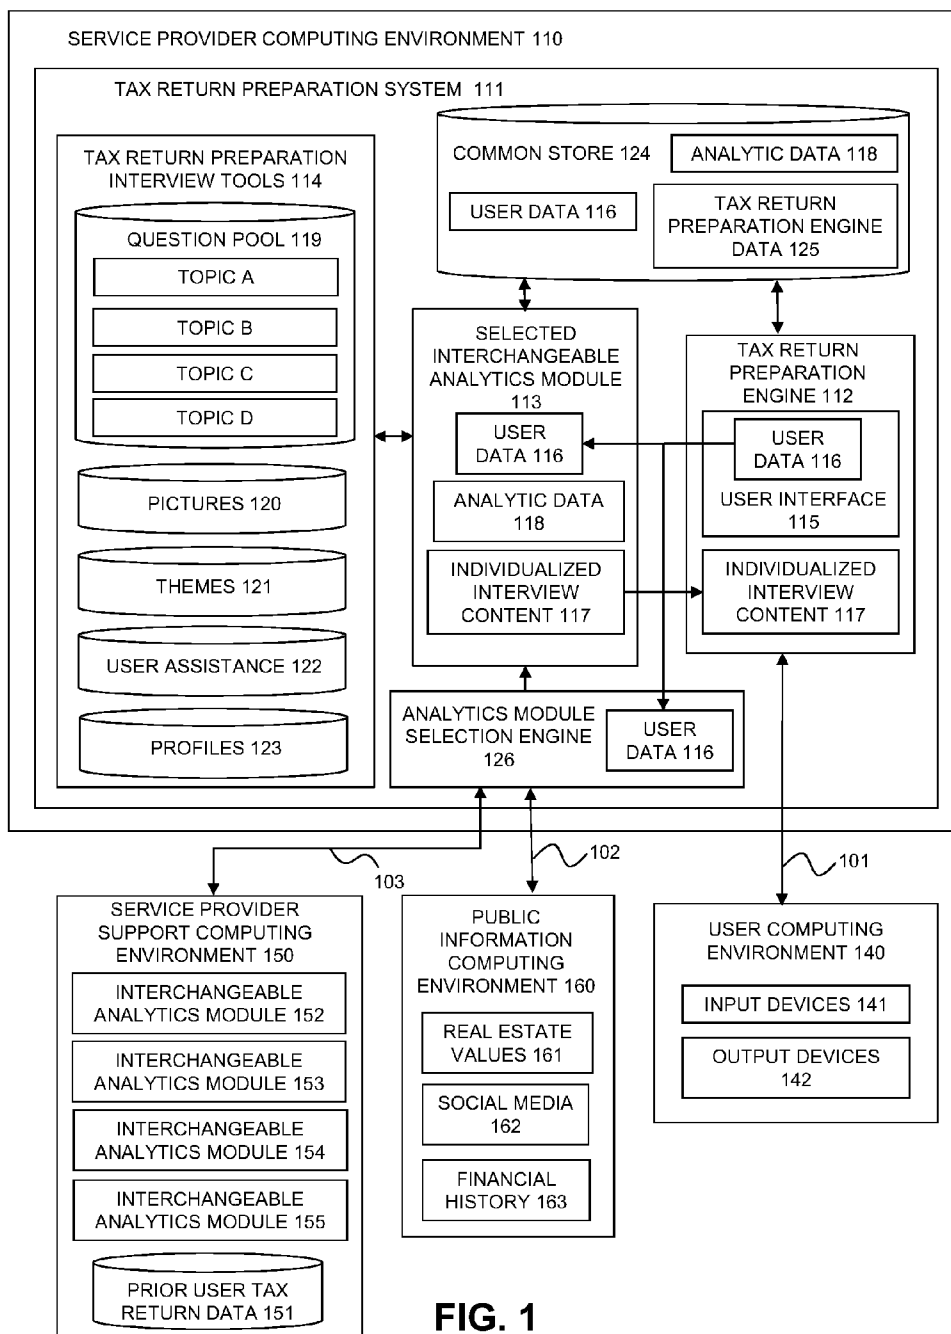 SERVICE PROVIDER COMPUTING ENVIRONMENT 110
TAX RETURN PREPARATION SYSTEM 111
TAX RETURN PREPARATION
INTERVIEW TOOLS 114
QUESTION POOL 119
TOPIC A
TOPIC B
TOPIC C
TOPIC D
PICTURES 120
THEMES 121
USER ASSISTANCE 122
PROFILES 123
COMMON STORE 124
ANALYTIC DATA 118
USER DATA 116
TAX RETURN
PREPARATION ENGINE
DATA 125
SELECTED
INTERCHANGEABLE
ANALYTICS MODULE
113
USER
DATA 116
ANALYTIC DATA
118
INDIVIDUALIZED
INTERVIEW
CONTENT 117
TAX RETURN
PREPARATION
ENGINE 112
USER
DATA 116
USER INTERFACE
115
INDIVIDUALIZED
INTERVIEW
CONTENT 117
ANALYTICS MODULE
SELECTION ENGINE
126
USER
DATA 116
103
102
101
SERVICE PROVIDER
SUPPORT COMPUTING
ENVIRONMENT 150
INTERCHANGEABLE
ANALYTICS MODULE 152
INTERCHANGEABLE
ANALYTICS MODULE 153
INTERCHANGEABLE
ANALYTICS MODULE 154
INTERCHANGEABLE
ANALYTICS MODULE 155
PRIOR USER TAX
RETURN DATA 151
PUBLIC
INFORMATION
COMPUTING
ENVIRONMENT 160
REAL ESTATE
VALUES 161
SOCIAL MEDIA
162
FINANCIAL
HISTORY 163
USER COMPUTING
ENVIRONMENT 140
INPUT DEVICES 141
OUTPUT DEVICES
142
FIG. 1